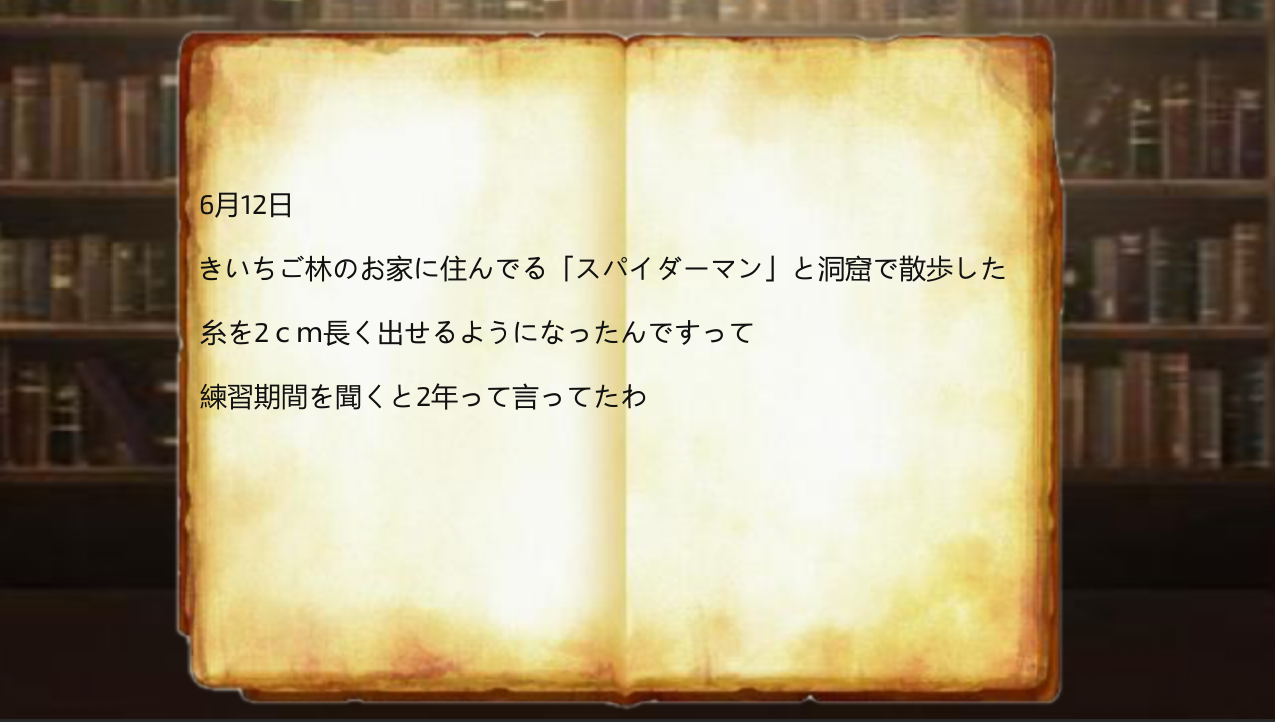 6月12日
きいちご林のお家に住んでる「スパイダーマン」と洞窟で散歩した
糸を2ｃｍ長く出せるようになったんですって
練習期間を聞くと2年って言ってたわ